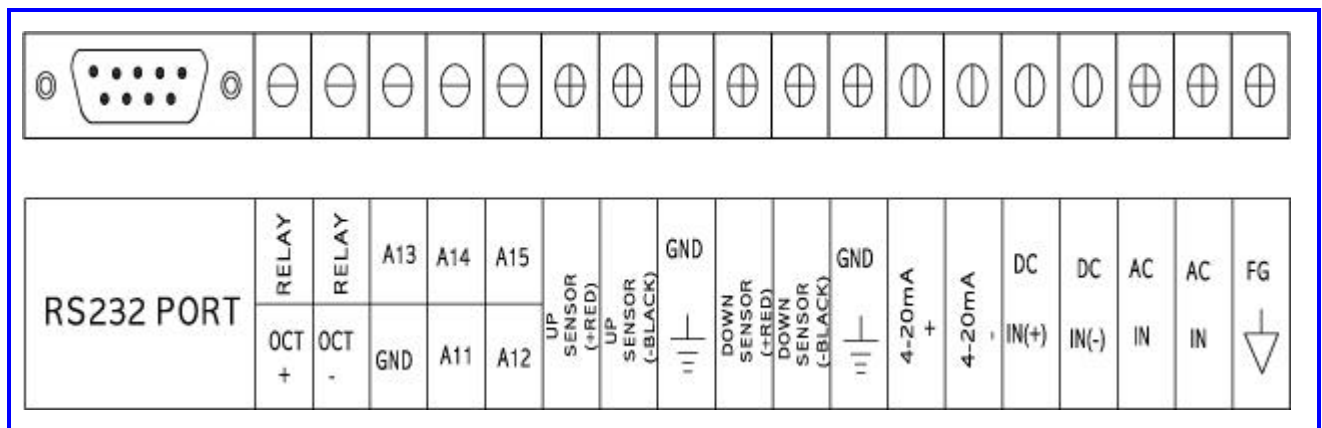 RS232 PORT
RELAY
OCT
+
RELAY
OCT
-
A13
GND
A14
A11
A15
A12
UP
SENSOR
(+RED)
UP
SENSOR
(-BLACK)
GND
DOWN
SENSOR
(+RED)
DOWN
SENSOR
(-BLACK)
GND
4-20mA
+
4-20mA
-
DC
IN(+)
DC
IN(-)
AC
IN
AC
IN
FG